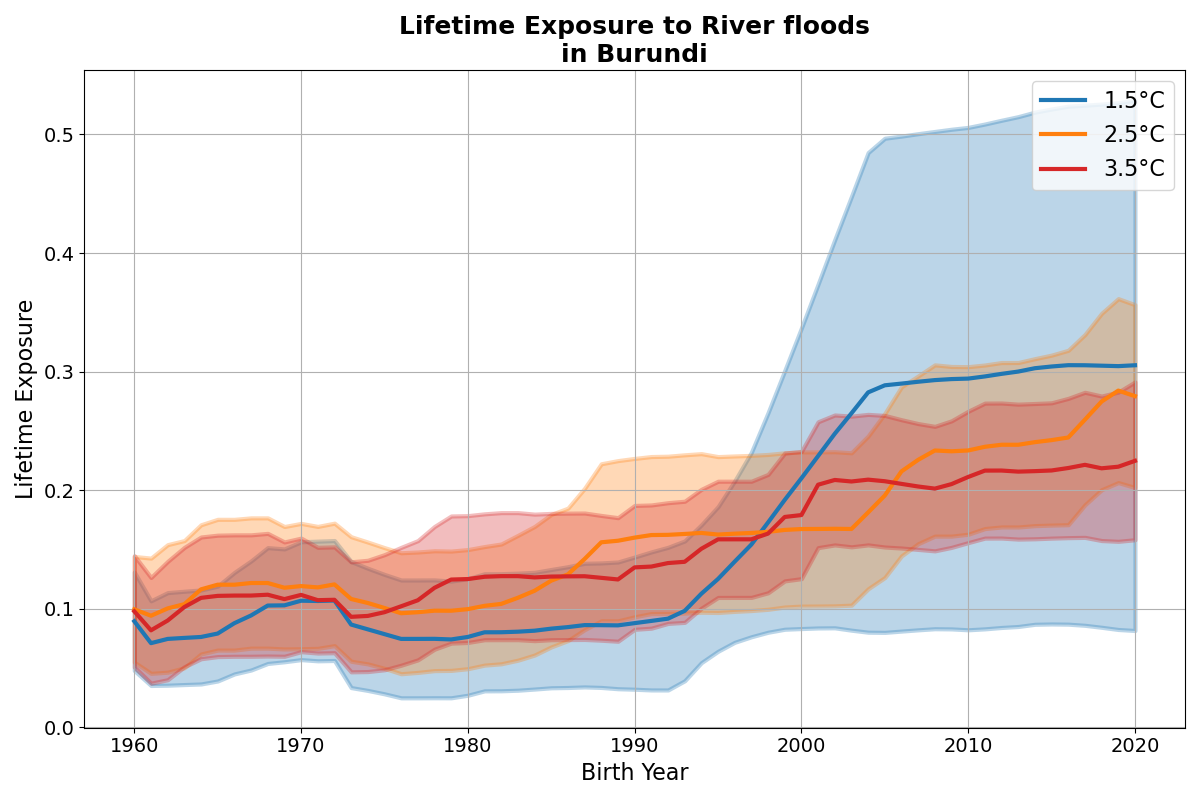 Lifetime Exposure to River floods
in Burundi
1.5°C
2.5°C
3.5°C
Lifetime Exposure
0.5
0.4
0.3
0.2
0.1
0.0
1960 1970 1980 1990 2000 2010 2020
Birth Year